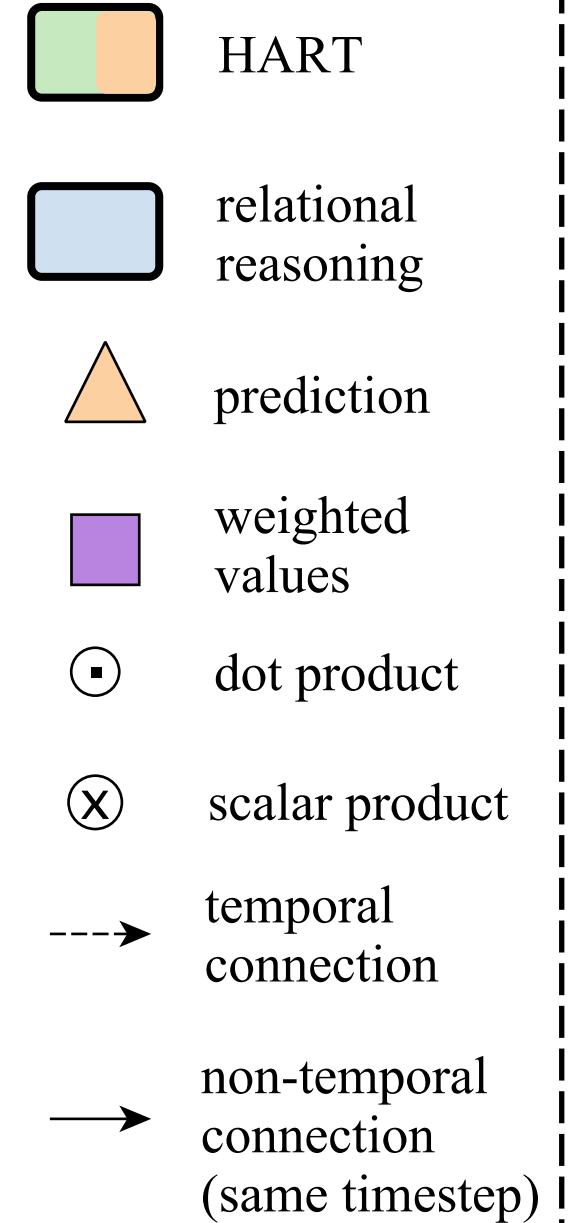 HART
relational
reasoning
prediction
weighted
values
dot product
x scalar product
temporal
connection
non-temporal
connection
(same timestep)